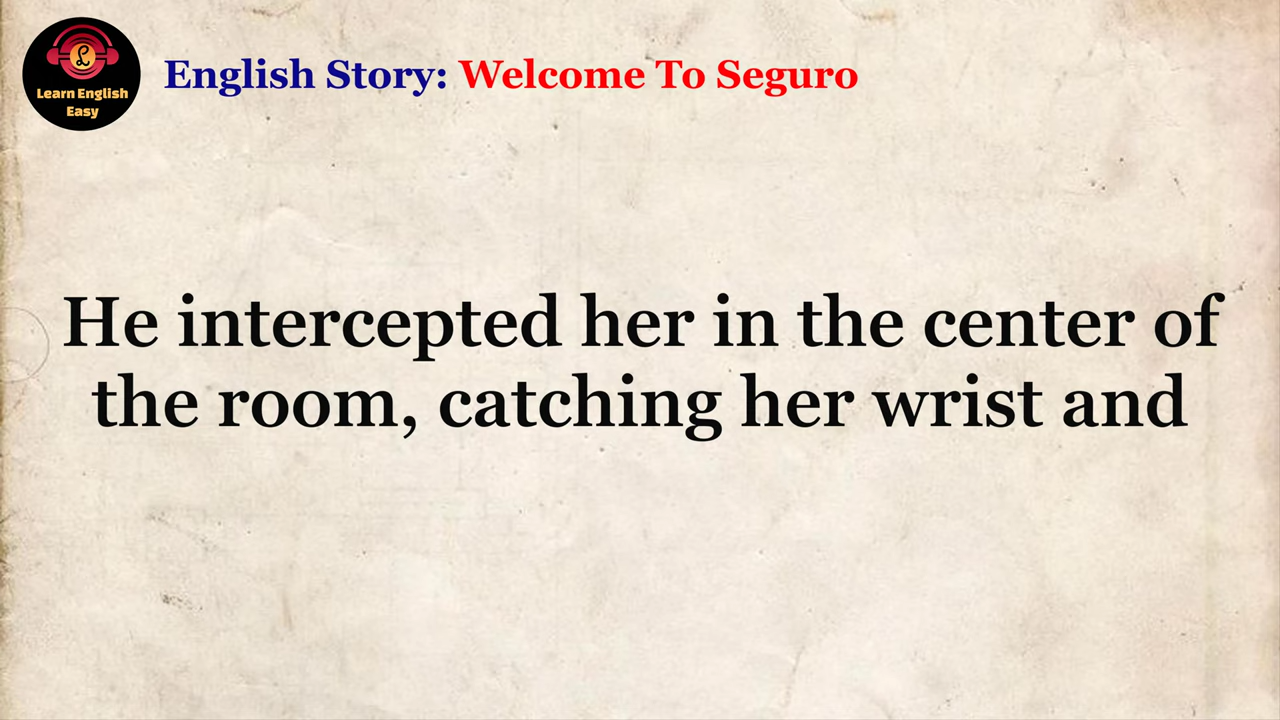 Learn English
Easy
English Story: Welcome To Seguro
He intercepted her in the center of
the room, catching her wrist and